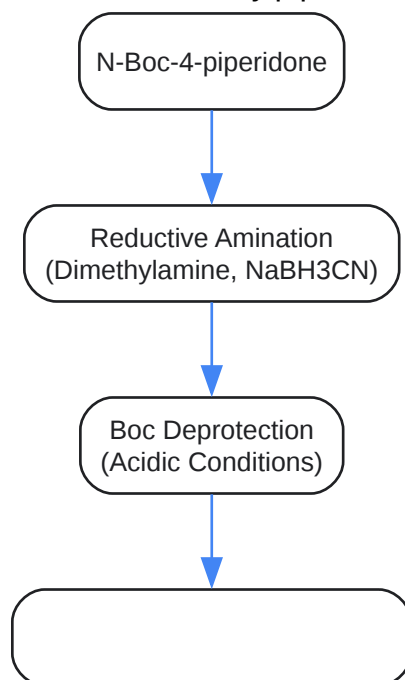 N-Boc-4-piperidone
Reductive Amination
(Dimethylamine, NaBH3CN)
Boc Deprotection
(Acidic Conditions)